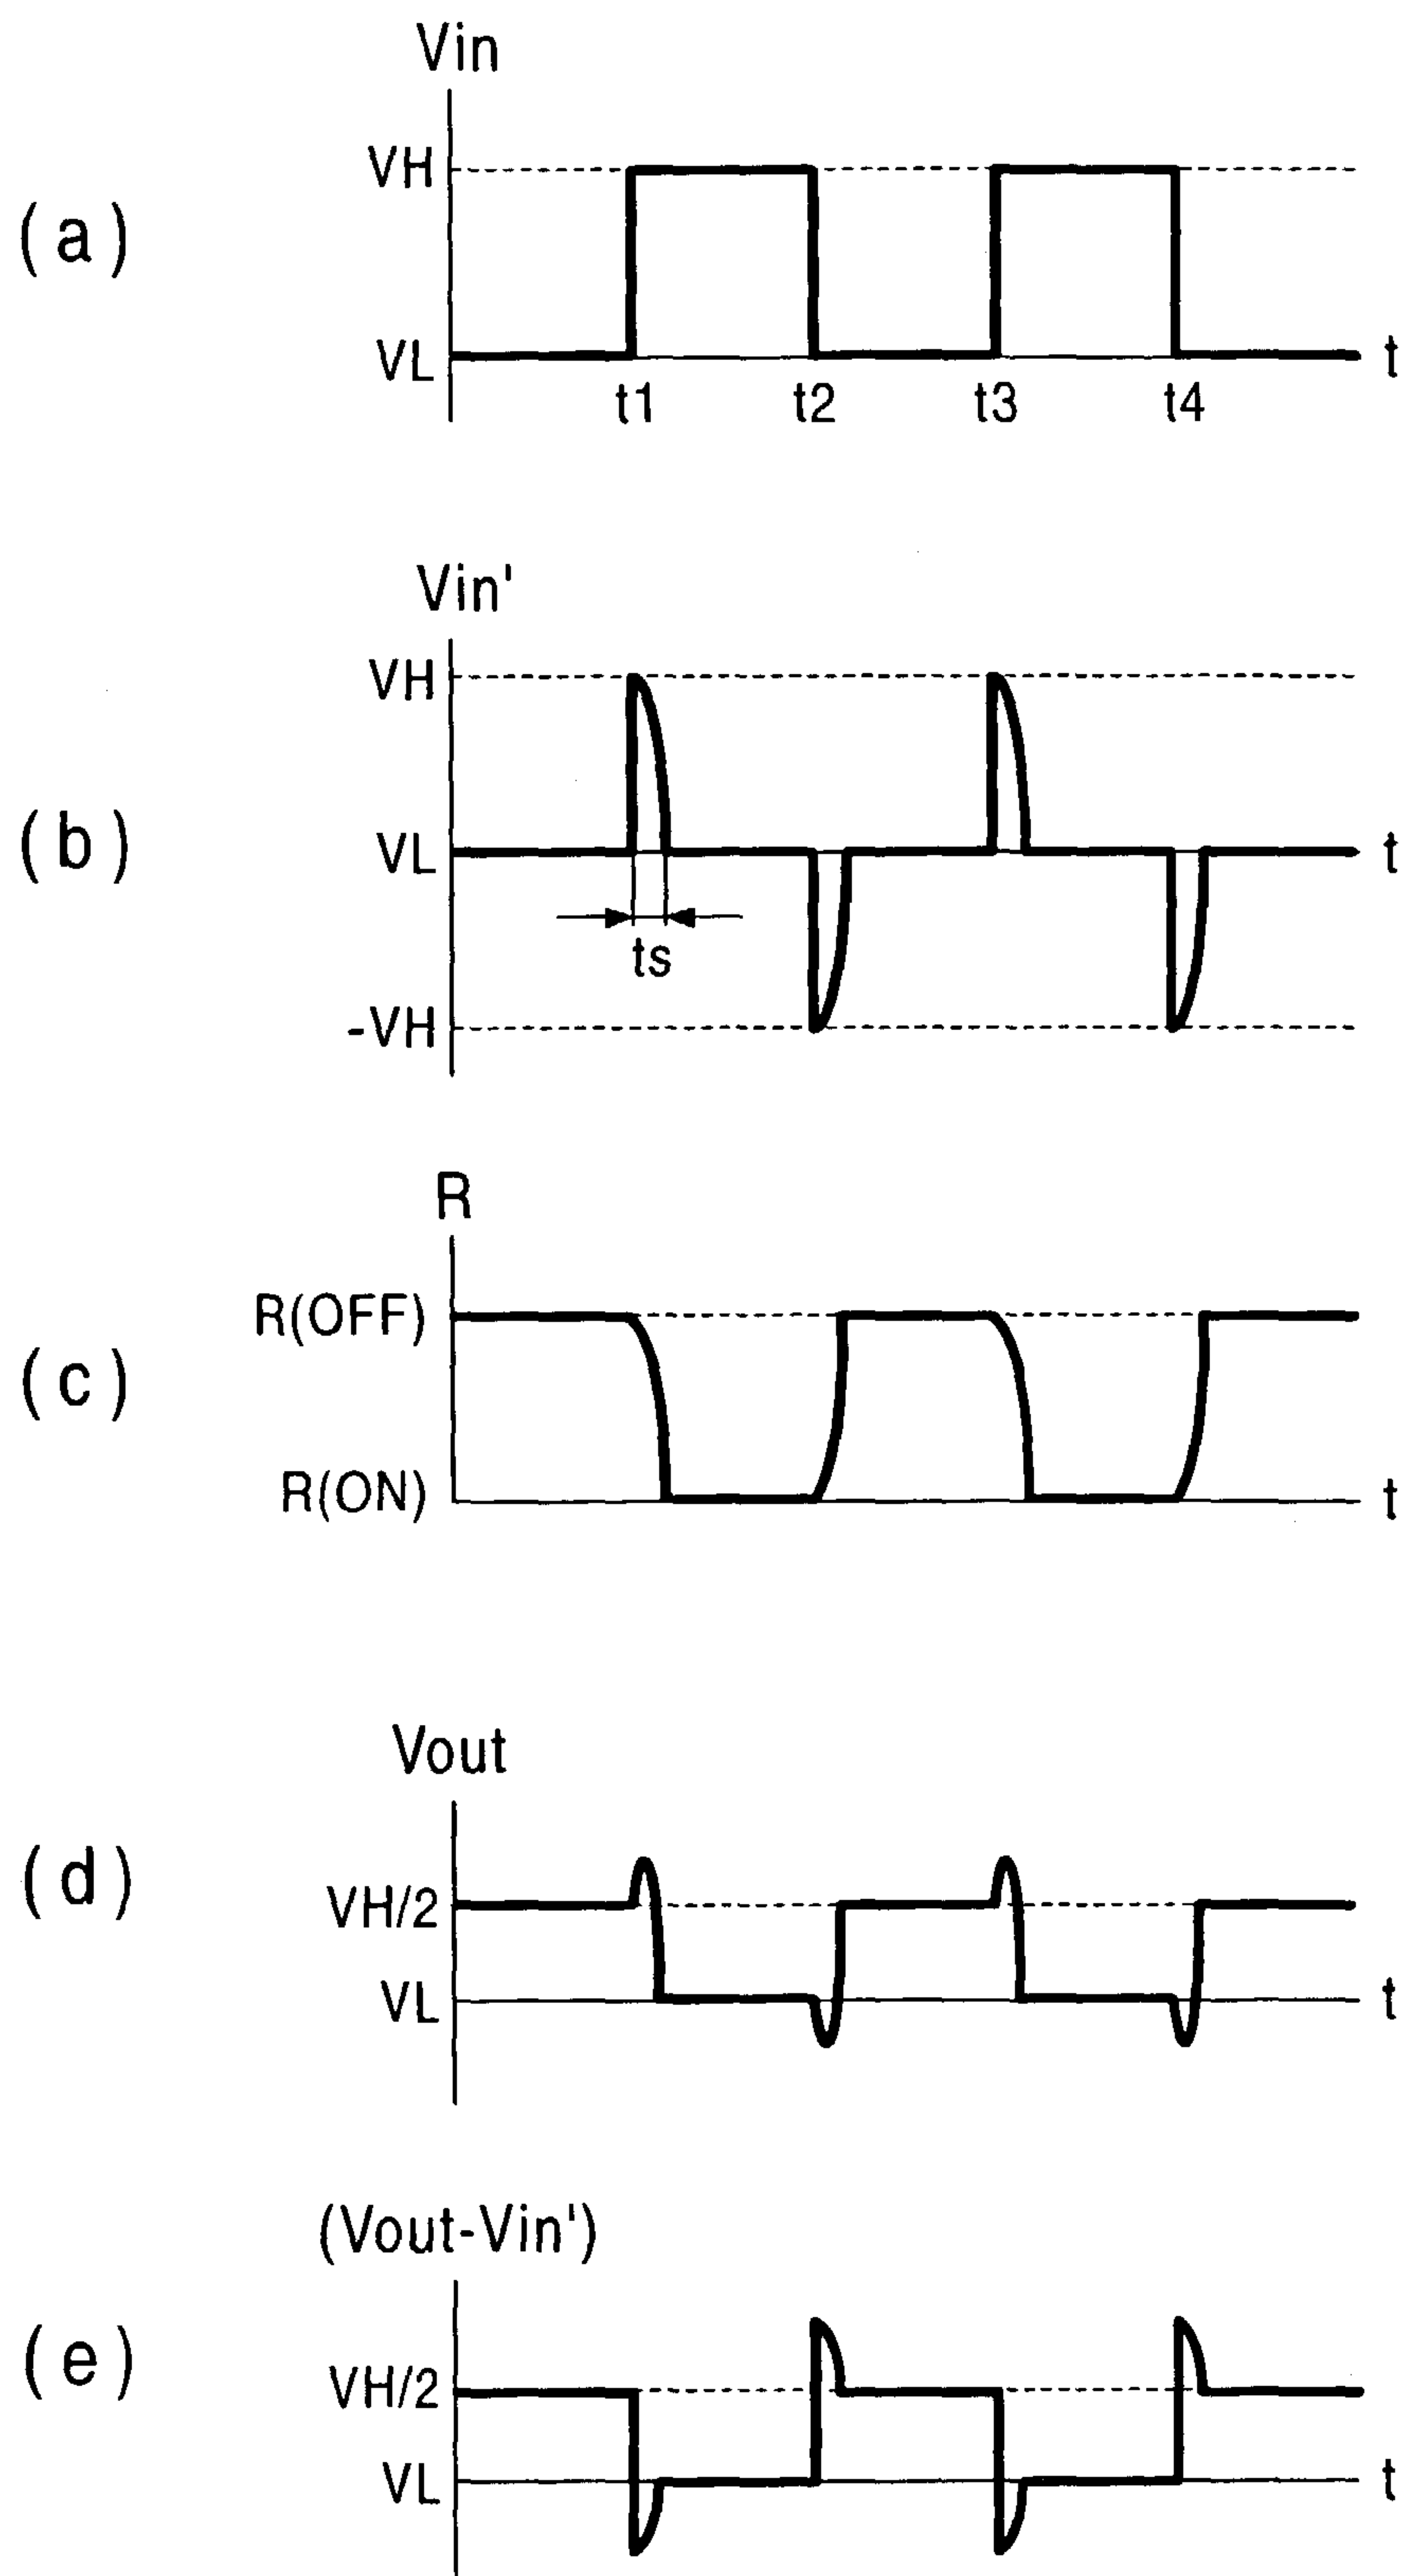 Vin
VH
(a)
VL
t
t1 t2 t3 t4
Vin'
VH
(b)
VL
t
ts
-VH
R
R(OFF)
(c)
R(ON)
t
Vout
(d)
VH/2
VL
t
(Vout-Vin')
(e)
VH/2
VL
t